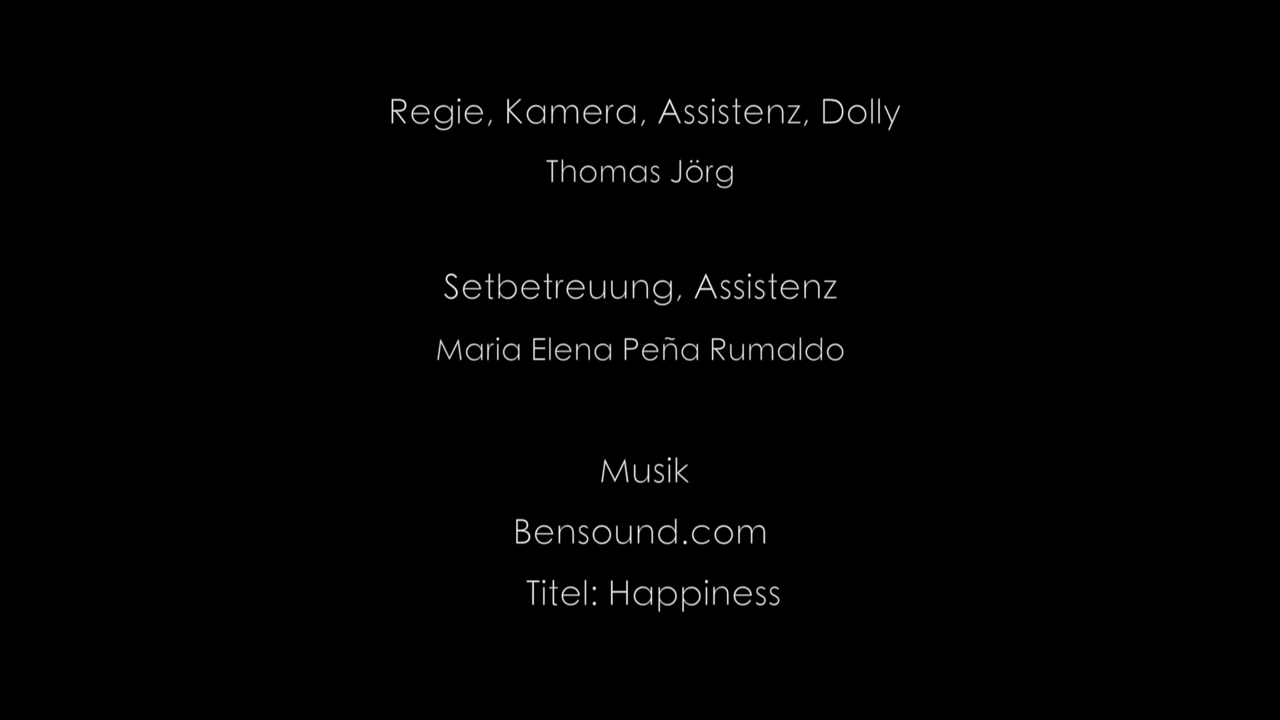 Regie, Kamera, Assistenz, Dolly
Thomas Jörg
Setbetreuung, Assistenz
Maria Elena Peña Rumaldo
Musik
Bensound.com
Titel: Happiness